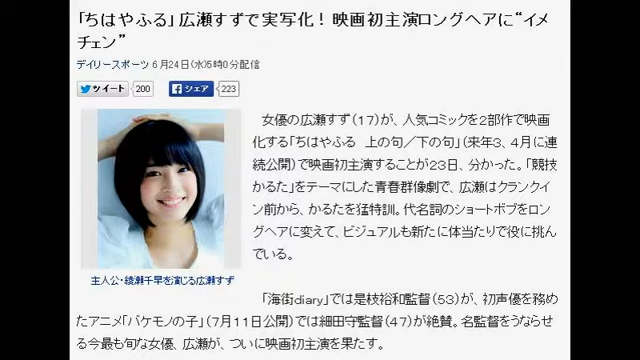 「ちはやふる」広瀬すずで実写化！映画初主演ロングヘアに“イメ
チェン”
デイリースポーツ 6月24日(水)5時0分配信
ツイート 200 シェア 223
女優の広瀬すず(17)が、人気コミックを2部作で映画
化する「ちはやふる 上の句／下の句」(来年3、4月に連
続公開)で映画初主演することが23日、分かった。「競技
かるた」をテーマにした青春群像劇で、広瀬はクランクイ
ン前から、かるたを猛特訓。代名詞のショートボブをロン
グヘアに変えて、ビジュアルも新たに体当たりで役に挑ん
でいる。
主人公・綾瀬千早を演じる広瀬すず
「海街diary」では是枝裕和監督(53)が、初声優を務め
たアニメ「バケモノの子」(7月11日公開)では細田守監督(47)が絶賛。名監督をうならせ
る今最も旬な女優、広瀬が、ついに映画初主演を果たす。